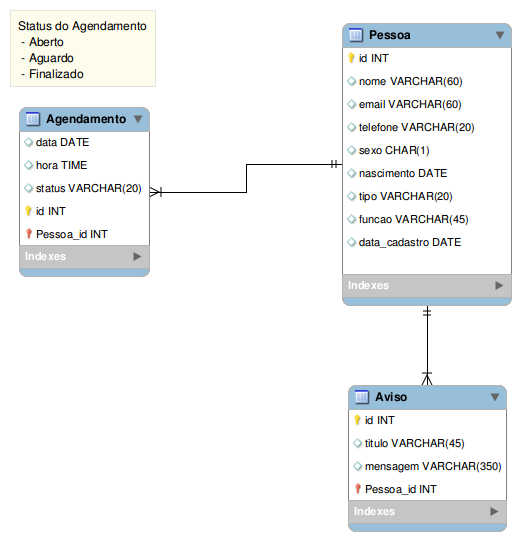 Status do Agendamento
- Aberto
- Aguardo
- Finalizado
Agendamento
data DATE
hora TIME
status VARCHAR(20)
id INT
Pessoa_id INT
Indexes
Pessoa
id INT
nome VARCHAR(60)
email VARCHAR(60)
telefone VARCHAR(20)
sexo CHAR(1)
nascimento DATE
tipo VARCHAR(20)
funcao VARCHAR(45)
data_cadastro DATE
Indexes
Aviso
id INT
titulo VARCHAR(45)
mensagem VARCHAR(350)
Pessoa_id INT
Indexes